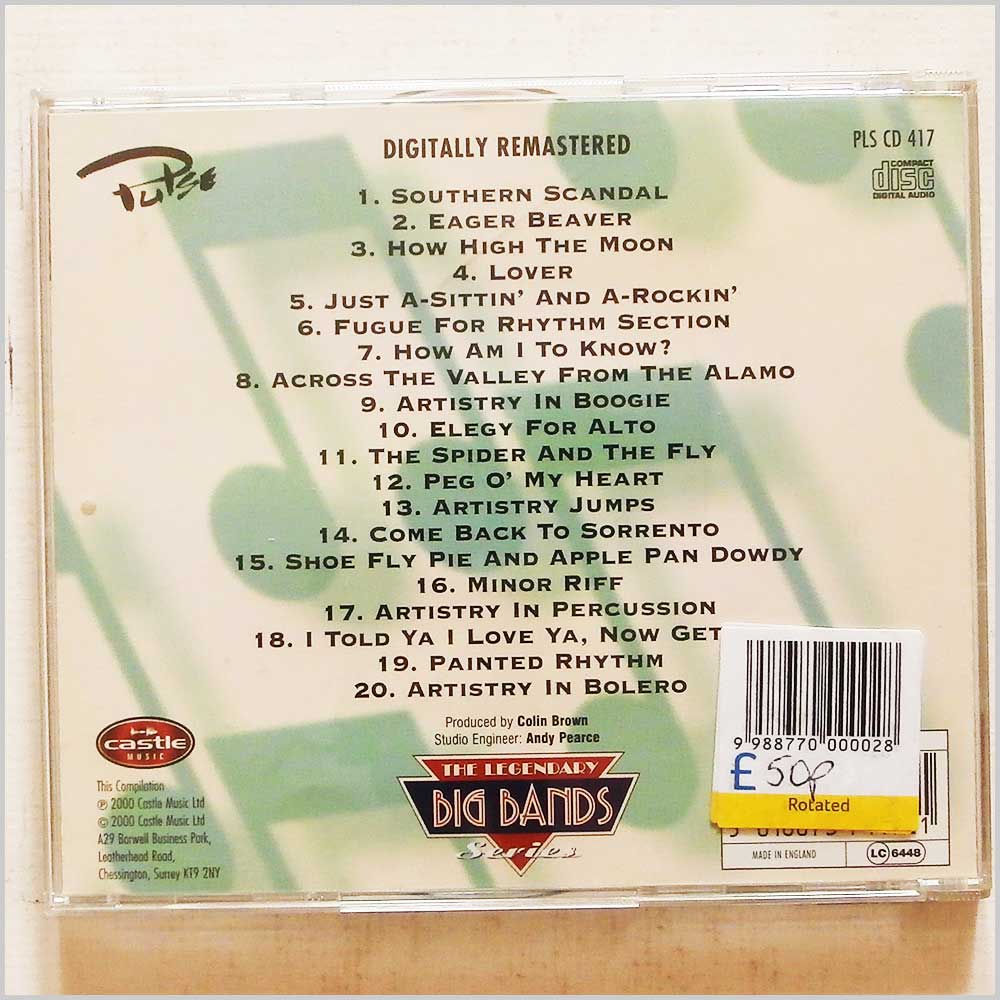 Pulse
DIGITALLY REMASTERED
PLS CD 417
COMPACT
disc
DIGITAL AUDIO
1. SOUTHERN SCANDAL
2. EAGER BEAVER
3. HOW HIGH THE MOON
4. LOVER
5. JUST A-SITTIN' AND A-ROCKIN'
6. FUGUE FOR RHYTHM SECTION
7. HOW AM I TO KNOW?
8. ACROSS THE VALLEY FROM THE ALAMO
9. ARTISTRY IN BOOGIE
10. ELEGY FOR ALTO
11. THE SPIDER AND THE FLY
12. PEG O' MY HEART
13. ARTISTRY JUMPS
14. COME BACK TO SORRENTO
15. SHOE FLY PIE AND APPLE PAN DOWDY
16. MINOR RIFF
17. ARTISTRY IN PERCUSSION
18. I TOLD YA I LOVE YA, NOW GET
19. PAINTED RHYTHM
20. ARTISTRY IN BOLERO
Produced by Colin Brown
Studio Engineer: Andy Pearce
castle
MUSIC
This Compilation
℗ 2000 Castle Music Ltd
© 2000 Castle Music Ltd
A29 Barwell Business Park,
Leatherhead Road,
Chessington, Surrey KT9 2NY
THE LEGENDARY
BIG BANDS
Series
9 988770 000028
£ 50p
Rotated
MADE IN ENGLAND
LC 6448